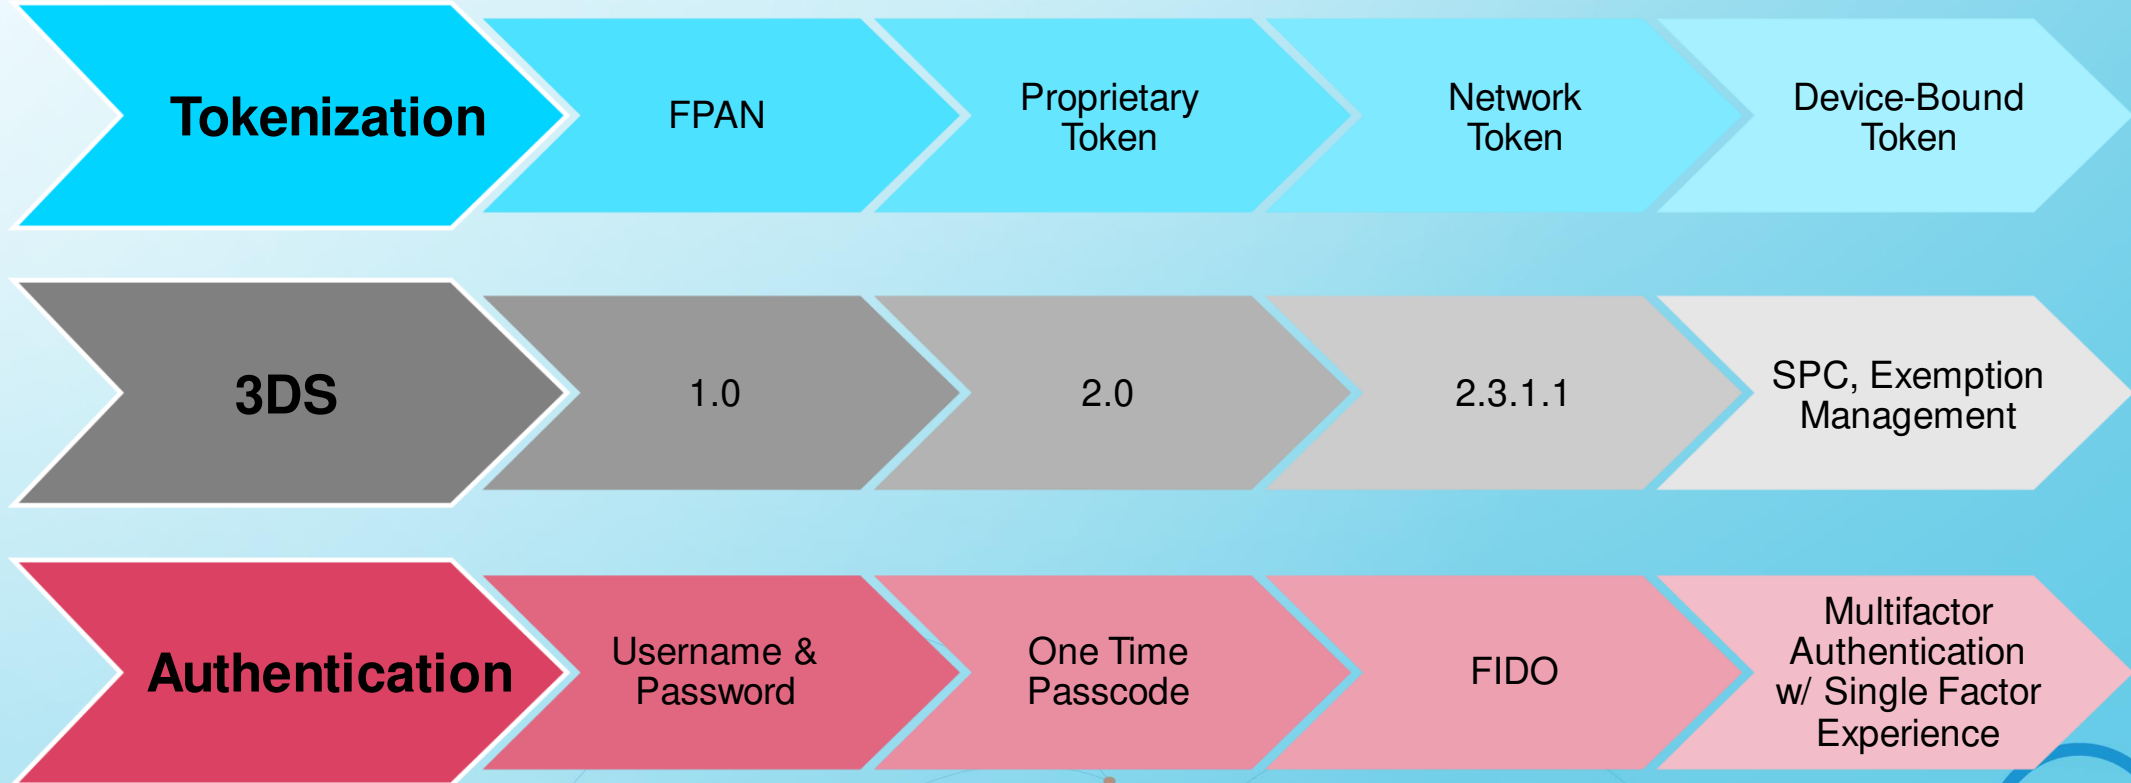 Tokenization
FPAN
Proprietary
Token
Network
Token
Device-Bound
Token
3DS
1.0
2.0
2.3.1.1
SPC, Exemption
Management
Authentication
Username &
Password
One Time
Passcode
FIDO
Multifactor
Authentication
w/ Single Factor
Experience